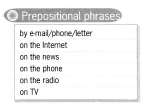 Prepositional phrases
by e-mail/phone/letter
on the Internet
on the news
on the phone
on the radio
on TV